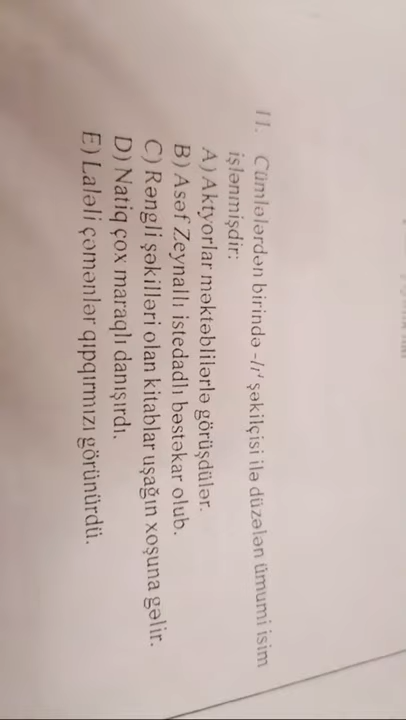 11. Cümlələrdən birində -lı⁴ şəkilçisi ilə düzələn ümumi isim
işlənmişdir:
A) Aktyorlar məktəblilərlə görüşdülər.
B) Asəf Zeynallı istedadlı bəstəkar olub.
C) Rəngli şəkilləri olan kitablar uşağın xoşuna gəlir.
D) Natiq çox maraqlı danışırdı.
E) Laləli çəmənlər qıpqırmızı görünürdü.